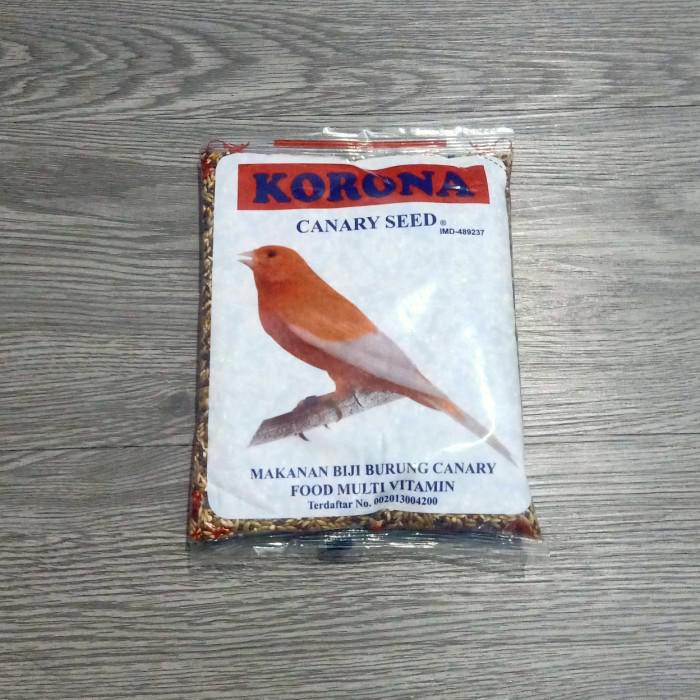 KORONA
CANARY SEED ®
IMD-489237
MAKANAN BIJI BURUNG CANARY
FOOD MULTI VITAMIN
Terdaftar No. 002013004200